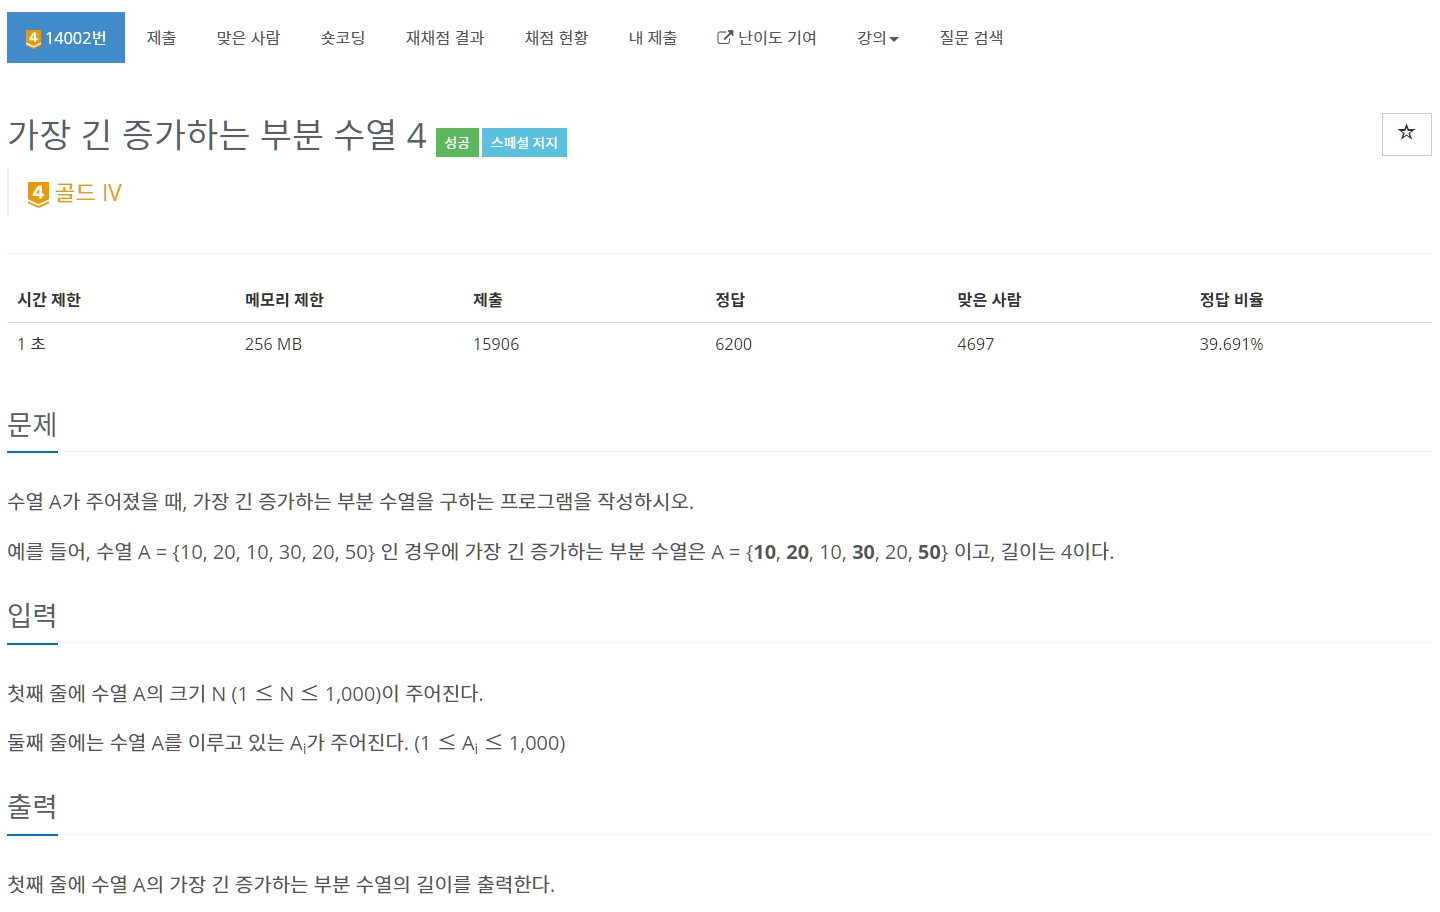 4 14002번 제출 맞은 사람 숏코딩 재채점 결과 채점 현황 내 제출 난이도 기여 강의 질문 검색
가장 긴 증가하는 부분 수열 4 성공 스페셜 저지
4 골드 IV
시간 제한 메모리 제한 제출 정답 맞은 사람 정답 비율
1 초 256 MB 15906 6200 4697 39.691%
문제
수열 A가 주어졌을 때, 가장 긴 증가하는 부분 수열을 구하는 프로그램을 작성하시오.
예를 들어, 수열 A = {10, 20, 10, 30, 20, 50} 인 경우에 가장 긴 증가하는 부분 수열은 A = {10, 20, 10, 30, 20, 50} 이고, 길이는 4이다.
입력
첫째 줄에 수열 A의 크기 N (1 ≤ N ≤ 1,000)이 주어진다.
둘째 줄에는 수열 A를 이루고 있는 Ai가 주어진다. (1 ≤ Ai ≤ 1,000)
출력
첫째 줄에 수열 A의 가장 긴 증가하는 부분 수열의 길이를 출력한다.